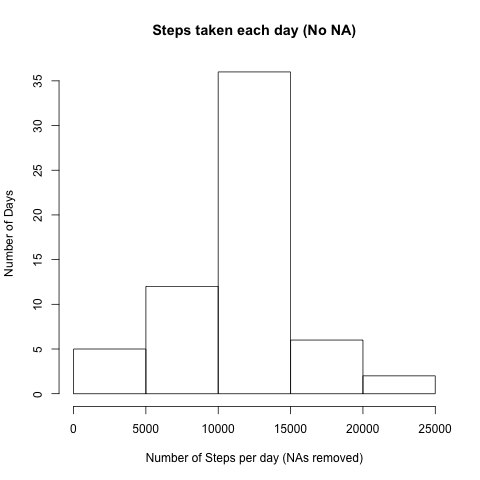 Steps taken each day (No NA)
Number of Days
35
30
25
20
15
10
5
0
0 5000 10000 15000 20000 25000
Number of Steps per day (NAs removed)